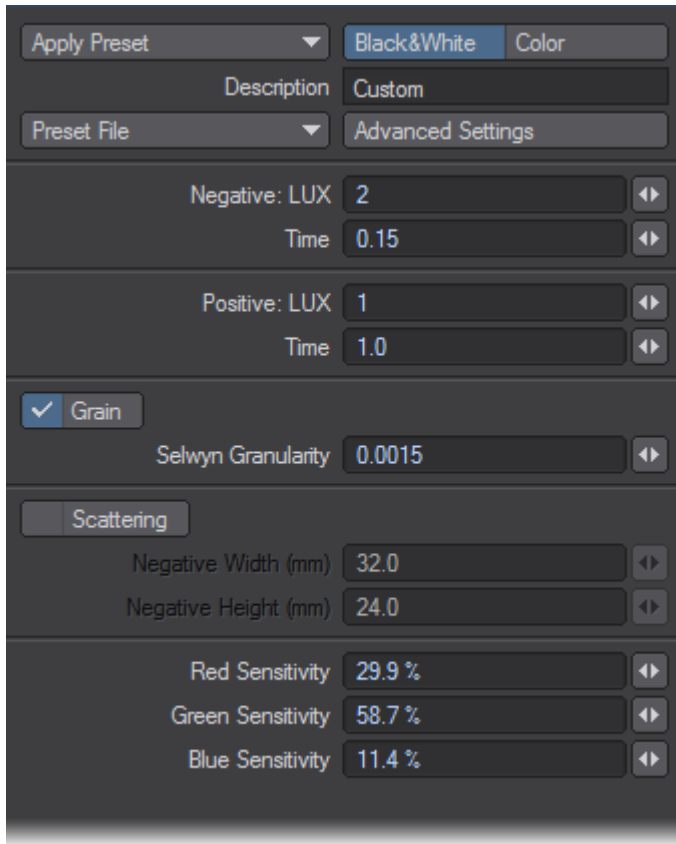 Apply Preset Black&White Color
Description Custom
Preset File Advanced Settings
Negative: LUX 2
Time 0.15
Positive: LUX 1
Time 1.0
Grain
Selwyn Granularity 0.0015
Scattering
Negative Width (mm) 32.0
Negative Height (mm) 24.0
Red Sensitivity 29.9 %
Green Sensitivity 58.7 %
Blue Sensitivity 11.4 %